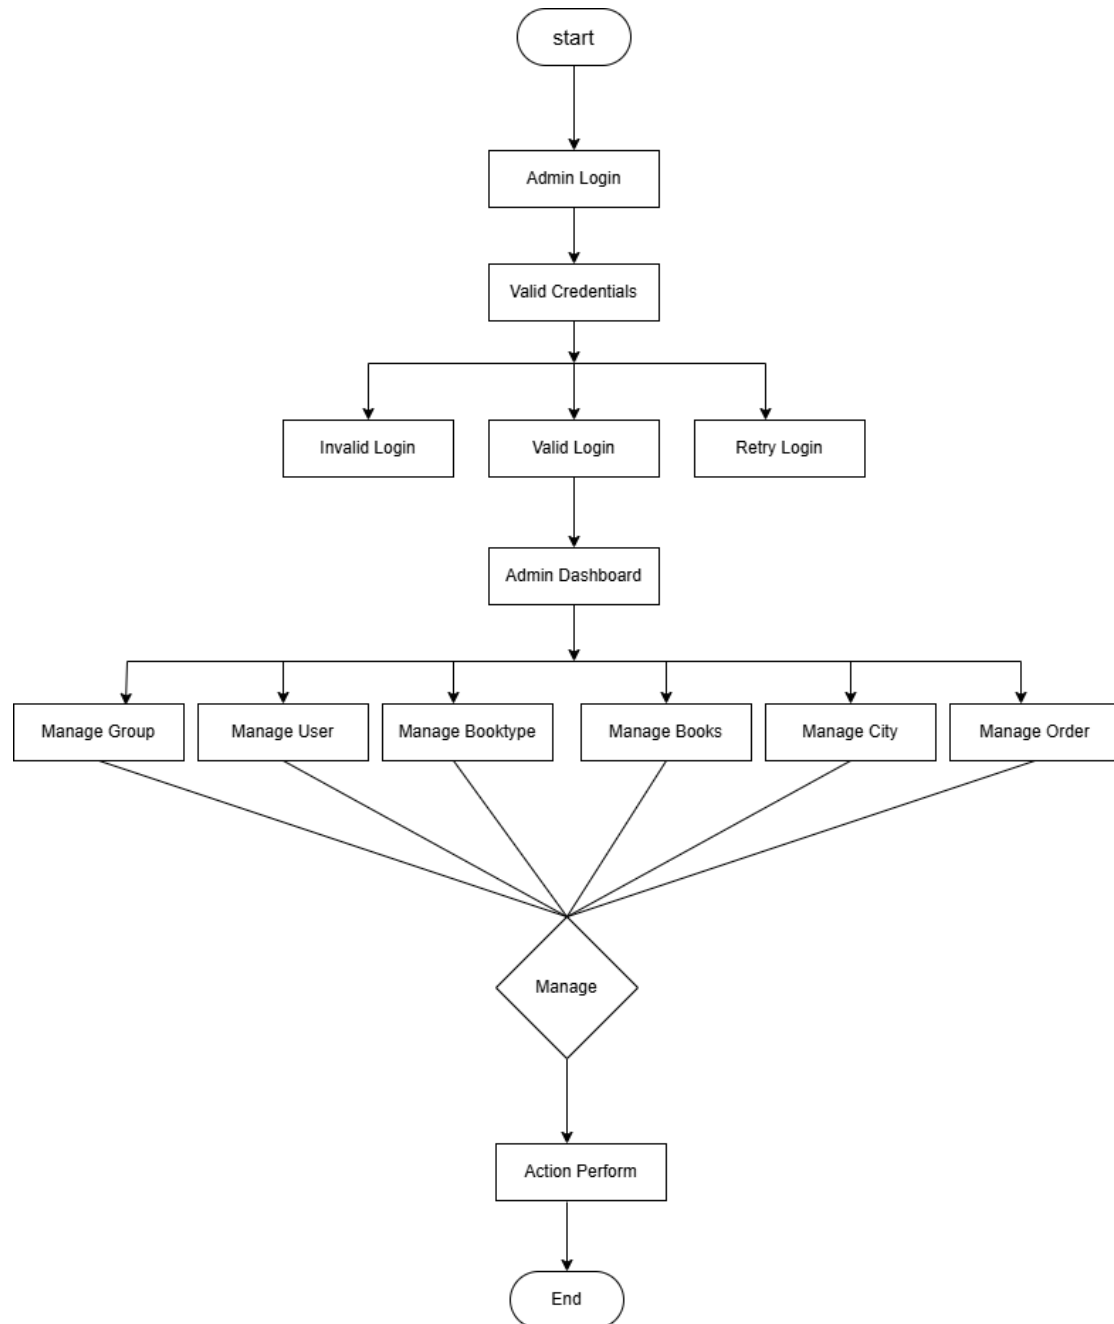 start
Admin Login
Valid Credentials
Invalid Login
Valid Login
Retry Login
Admin Dashboard
Manage Group
Manage User
Manage Booktype
Manage Books
Manage City
Manage Order
Manage
Action Perform
End